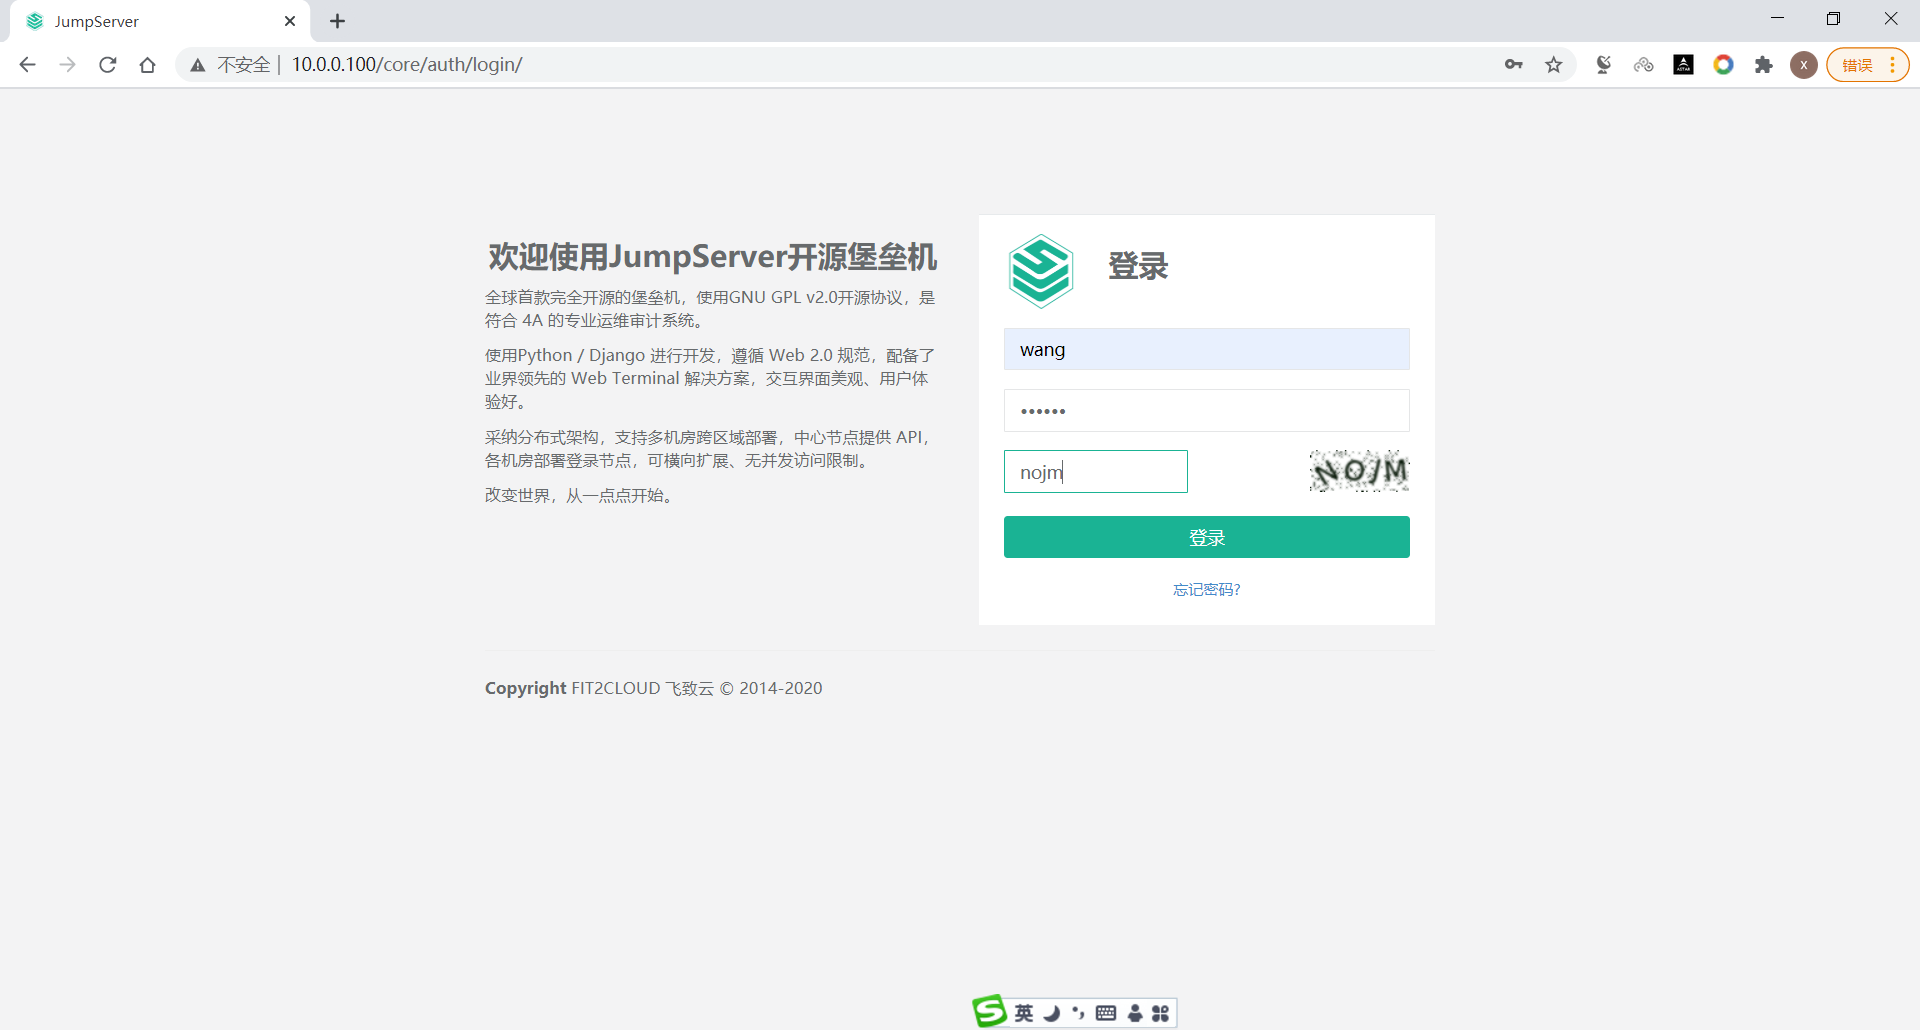 JumpServer
不安全 | 10.0.0.100/core/auth/login/
X
错误
欢迎使用JumpServer开源堡垒机
全球首款完全开源的堡垒机，使用GNU GPL v2.0开源协议，是
符合 4A 的专业运维审计系统。
使用Python / Django 进行开发，遵循 Web 2.0 规范，配备了
业界领先的 Web Terminal 解决方案，交互界面美观、用户体
验好。
采纳分布式架构，支持多机房跨区域部署，中心节点提供 API，
各机房部署登录节点，可横向扩展、无并发访问限制。
改变世界，从一点点开始。
登录
wang
••••••
nojm
NOJM
登录
忘记密码?
Copyright FIT2CLOUD 飞致云 © 2014-2020
英